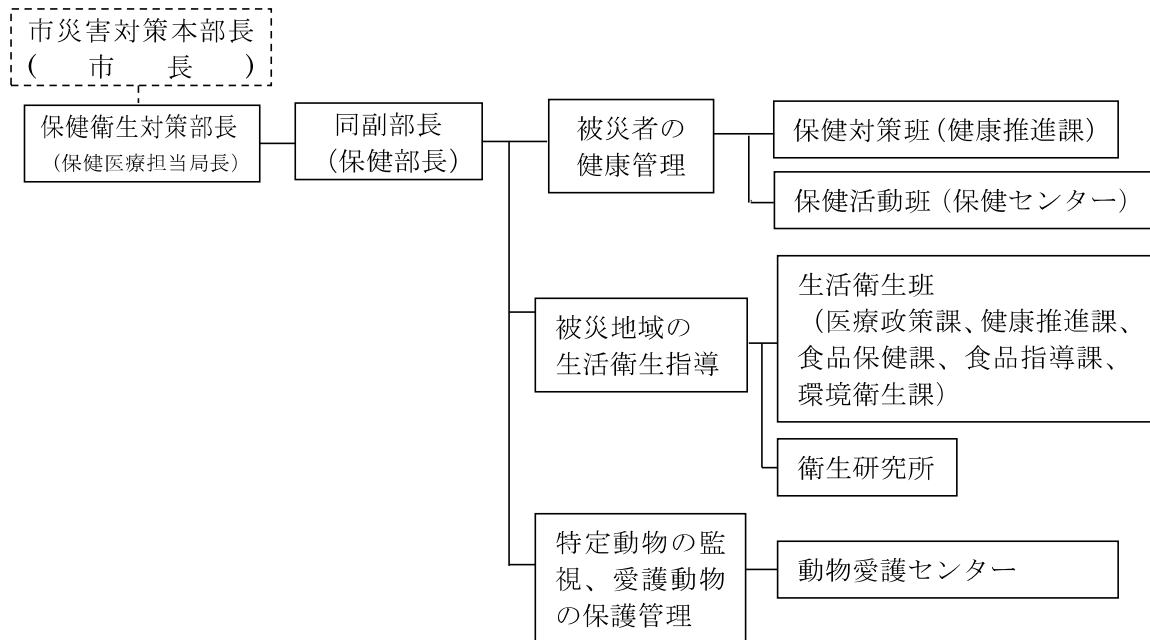 市災害対策本部長
(　市　長　)
保健衛生対策部長
（保健医療担当局長）
同副部長
（保健部長）
被災者の
健康管理
保健対策班（健康推進課）
保健活動班（保健センター）
被災地域の
生活衛生指導
生活衛生班
（医療政策課、健康推進課、
食品保健課、食品指導課、
環境衛生課）
衛生研究所
特定動物の監
視、愛護動物
の保護管理
動物愛護センター